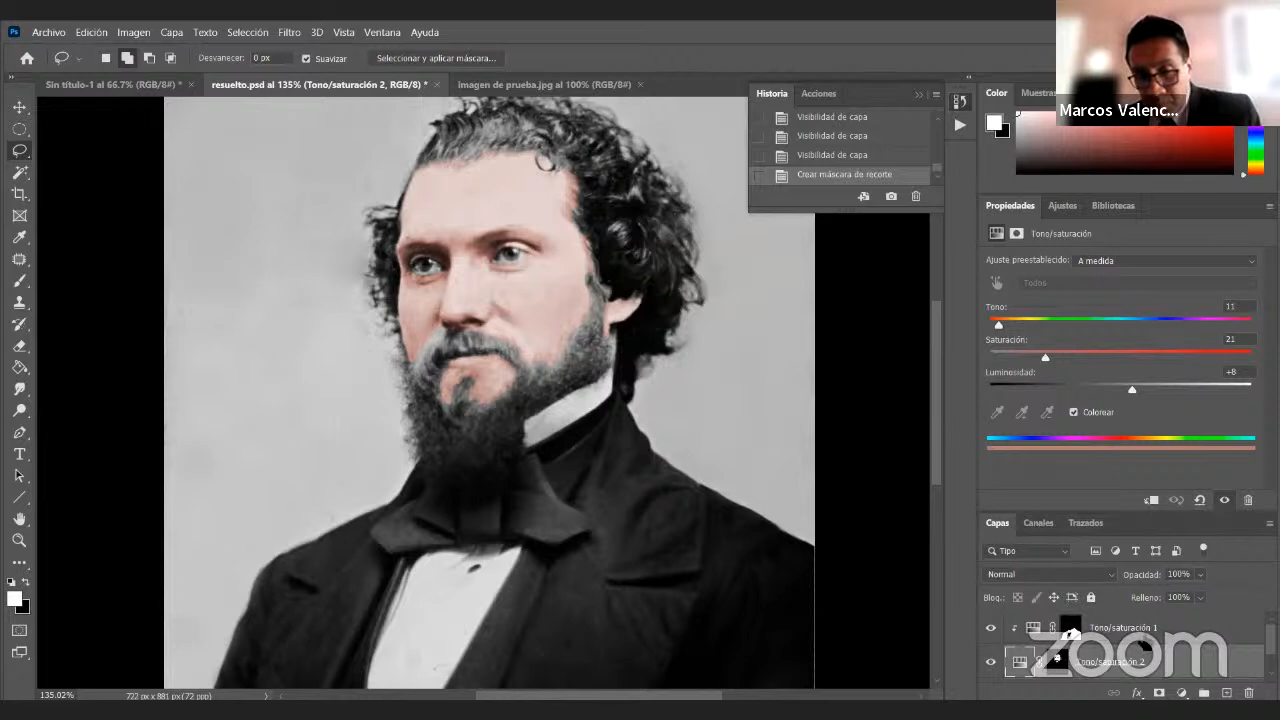 Ps Archivo Edición Imagen Capa Texto Selección Filtro 3D Vista Ventana Ayuda
Desvanecer: 0 px Suavizar Seleccionar y aplicar máscara...
Sin título-1 al 66.7% (RGB/8#) * × resuelto.psd al 135% (Tono/saturación 2, RGB/8) * × Imagen de prueba.jpg al 100% (RGB/8#) ×
Historia Acciones
Visibilidad de capa
Visibilidad de capa
Visibilidad de capa
Crear máscara de recorte
Color Muestras
Marcos Valenc...
Propiedades Ajustes Bibliotecas
Tono/saturación
Ajuste preestablecido: A medida
Todos
Tono: 11
Saturación: 21
Luminosidad: +8
Colorear
Capas Canales Trazados
Tipo
Normal Opacidad: 100%
Bloq.: Relleno: 100%
Tono/saturación 1
Tono/saturación 2
zoom
135.02% 722 px x 881 px (72 ppp)